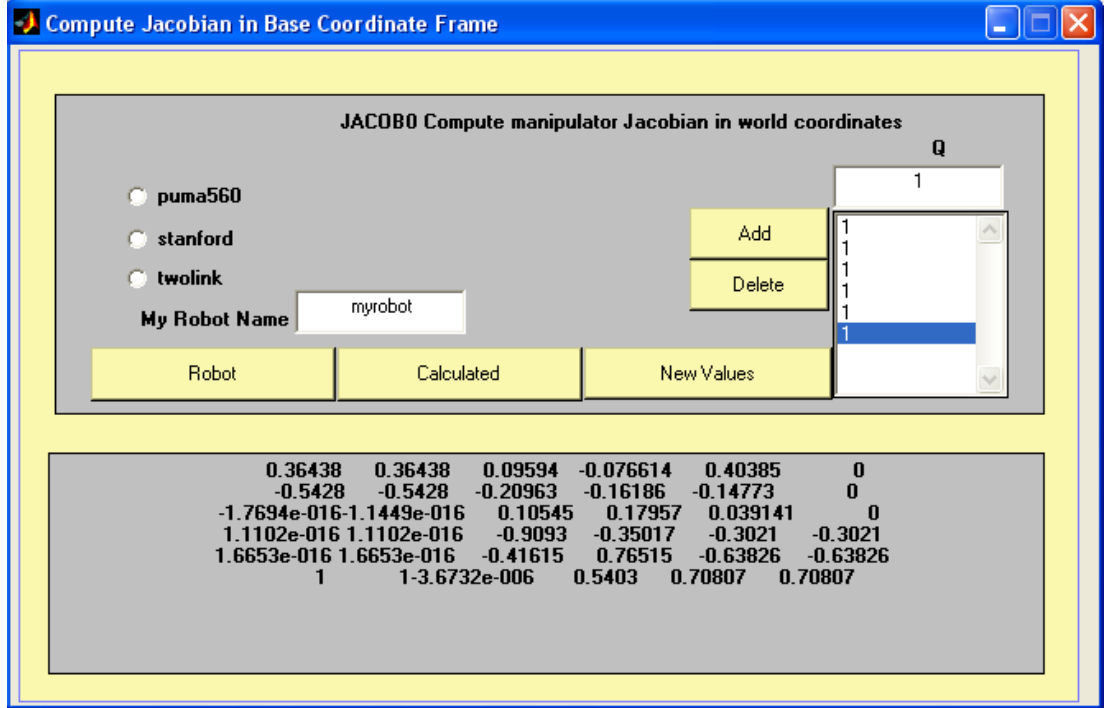 Compute Jacobian in Base Coordinate Frame
JACOB0 Compute manipulator Jacobian in world coordinates
Q
1
puma560
stanford
twolink
My Robot Name
myrobot
Add
Delete
1
1
1
1
1
1
Robot
Calculated
New Values
0.36438 0.36438 0.09594 -0.076614 0.40385 0
-0.5428 -0.5428 -0.20963 -0.16186 -0.14773 0
-1.7694e-016-1.1449e-016 0.10545 0.17957 0.039141 0
1.1102e-016 1.1102e-016 -0.9093 -0.35017 -0.3021 -0.3021
1.6653e-016 1.6653e-016 -0.41615 0.76515 -0.63826 -0.63826
1 1-3.6732e-006 0.5403 0.70807 0.70807